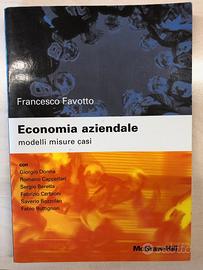 Francesco Favotto
Economia aziendale
modelli misure casi
con
Giorgio Donna
Romano Cappellari
Sergio Beretta
Fabrizio Cerbioni
Saverio Bozzolan
Fabio Buttignon
McGraw-Hill